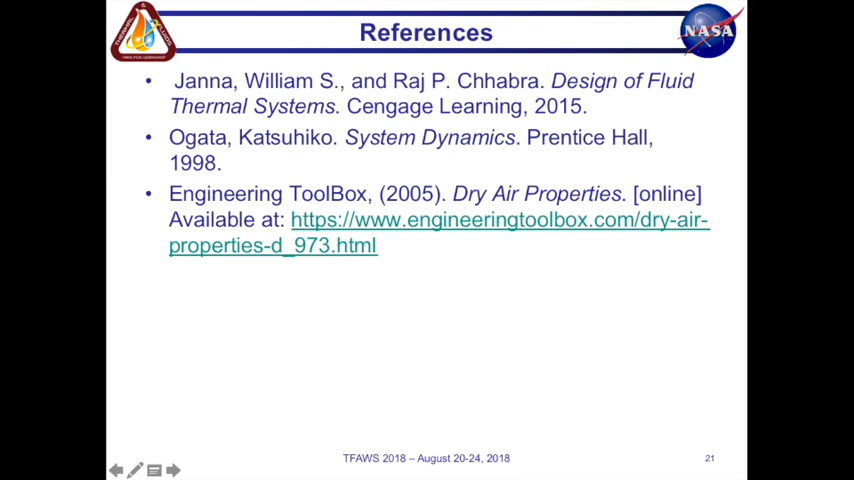 References
NASA
Janna, William S., and Raj P. Chhabra. Design of Fluid
Thermal Systems. Cengage Learning, 2015.
Ogata, Katsuhiko. System Dynamics. Prentice Hall,
1998.
Engineering ToolBox, (2005). Dry Air Properties. [online]
Available at: https://www.engineeringtoolbox.com/dry-air-
properties-d_973.html
TFAWS 2018 – August 20-24, 2018
21